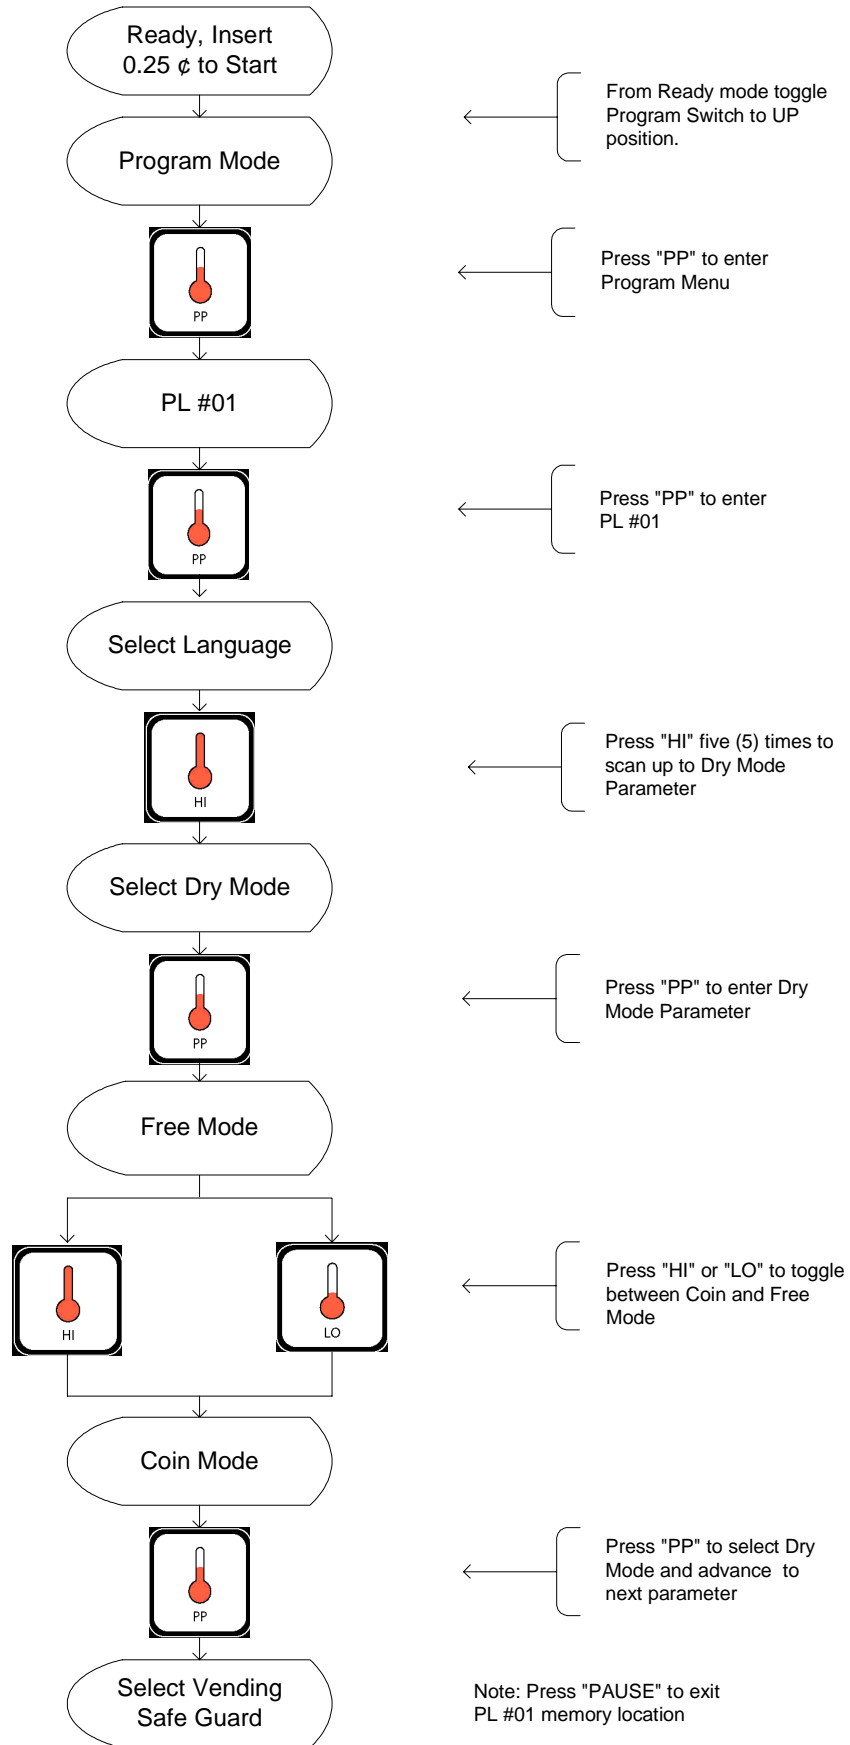 Ready, Insert
0.25 ¢ to Start
From Ready mode toggle
Program Switch to UP
position.
Program Mode
PP
Press "PP" to enter
Program Menu
PL #01
PP
Press "PP" to enter
PL #01
Select Language
HI
Press "HI" five (5) times to
scan up to Dry Mode
Parameter
Select Dry Mode
PP
Press "PP" to enter Dry
Mode Parameter
Free Mode
HI
LO
Press "HI" or "LO" to toggle
between Coin and Free
Mode
Coin Mode
PP
Press "PP" to select Dry
Mode and advance to
next parameter
Select Vending
Safe Guard
Note: Press "PAUSE" to exit
PL #01 memory location